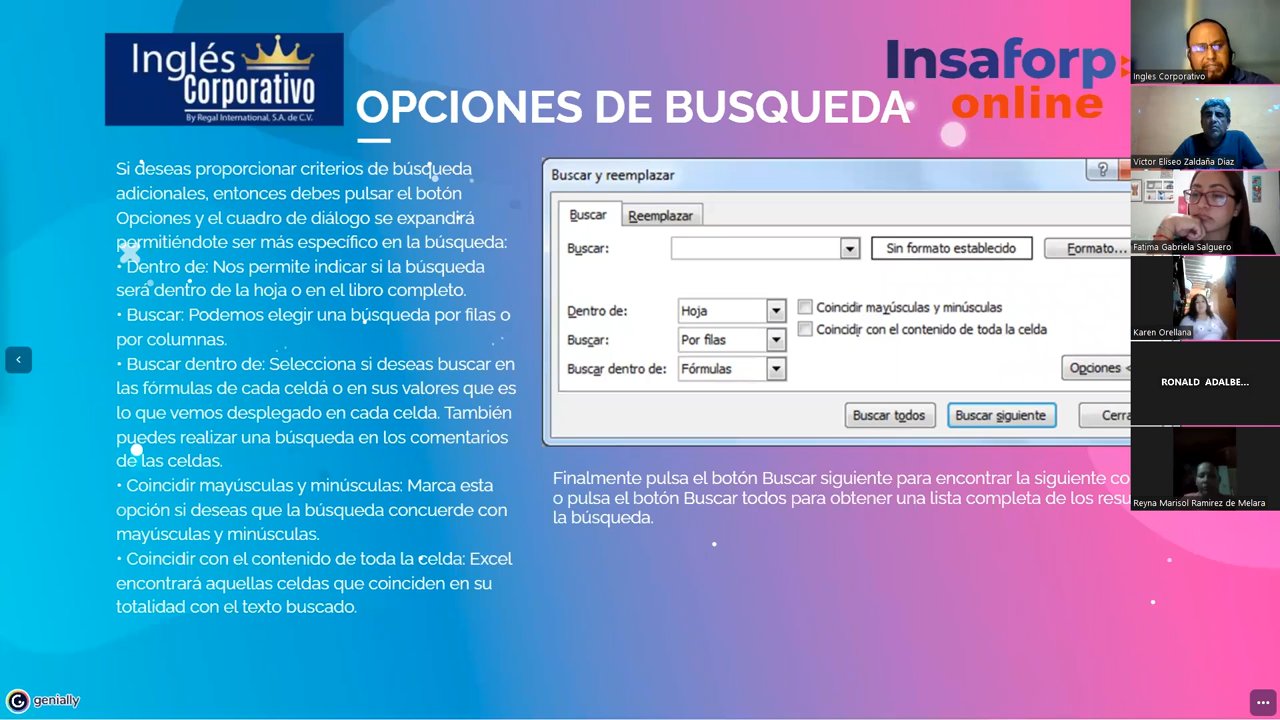 Inglés
Corporativo
By Regal International, S.A. de C.V.
OPCIONES DE BUSQUEDA
Insaforp
online
Si deseas proporcionar criterios de búsqueda
adicionales, entonces debes pulsar el botón
Opciones y el cuadro de diálogo se expandirá
permitiéndote ser más específico en la búsqueda:
• Dentro de: Nos permite indicar si la búsqueda
será dentro de la hoja o en el libro completo.
• Buscar: Podemos elegir una búsqueda por filas o
por columnas.
• Buscar dentro de: Selecciona si deseas buscar en
las fórmulas de cada celda o en sus valores que es
lo que vemos desplegado en cada celda. También
puedes realizar una búsqueda en los comentarios
de las celdas.
• Coincidir mayúsculas y minúsculas: Marca esta
opción si deseas que la búsqueda concuerde con
mayúsculas y minúsculas.
• Coincidir con el contenido de toda la celda: Excel
encontrará aquellas celdas que coinciden en su
totalidad con el texto buscado.
Buscar y reemplazar
?
Buscar
Reemplazar
Buscar:
Sin formato establecido
Formato...
Dentro de:
Hoja
Coincidir mayúsculas y minúsculas
Buscar:
Por filas
Coincidir con el contenido de toda la celda
Buscar dentro de:
Fórmulas
Opciones <
Buscar todos
Buscar siguiente
Cerra
Finalmente pulsa el botón Buscar siguiente para encontrar la siguiente co
o pulsa el botón Buscar todos para obtener una lista completa de los resu
la búsqueda.
Ingles Corporativo
Víctor Eliseo Zaldaña Diaz
Fatima Gabriela Salguero
Karen Orellana
RONALD ADALBE...
Reyna Marisol Ramirez de Melara
genially